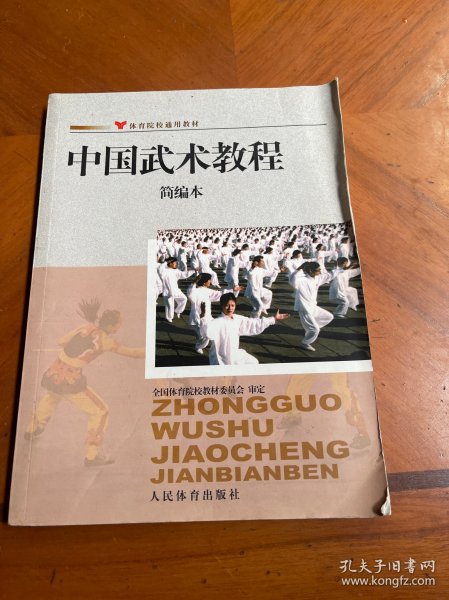 体育院校通用教材
中国武术教程
简编本
全国体育院校教材委员会 审定
ZHONGGUO
WUSHU
JIAOCHENG
JIANBIANBEN
人民体育出版社
孔夫子旧书网
www.kongfz.com